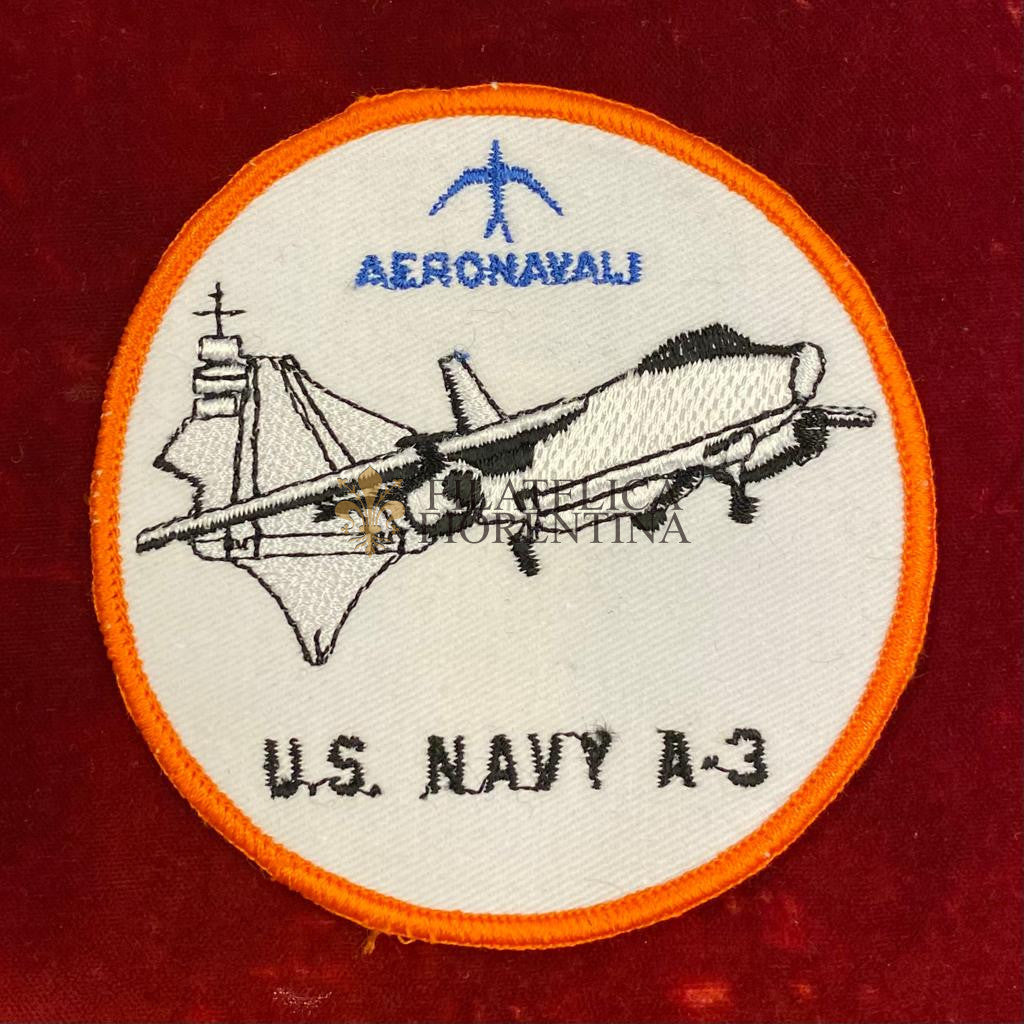 AERONAVALI
FILATELICA
FIORENTINA
U.S. NAVY A-3